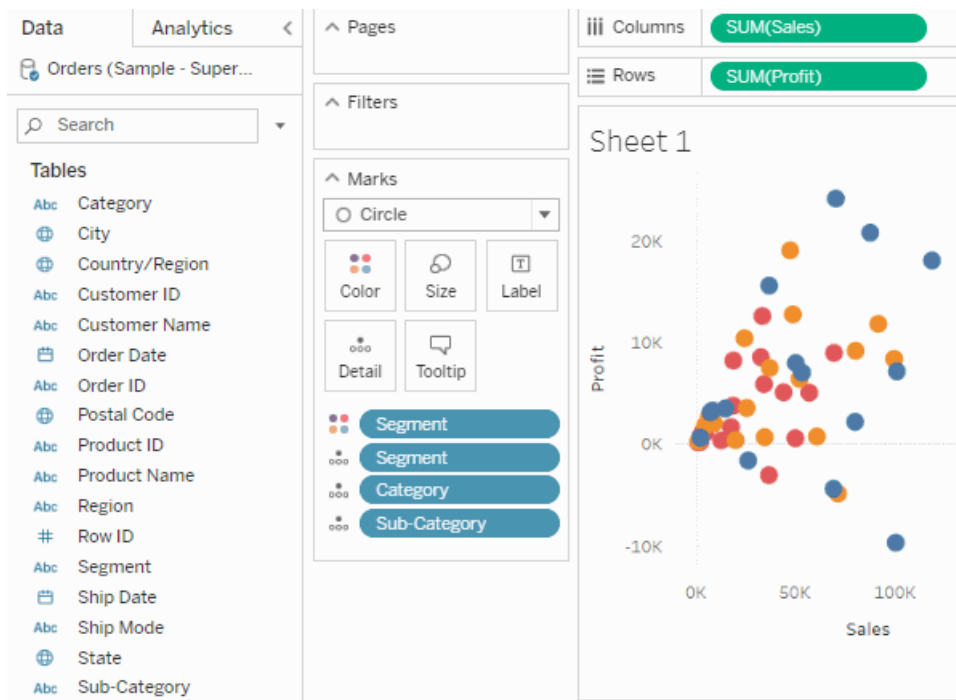 Data
Analytics
Orders (Sample - Super...
Search
Tables
Abc Category
City
Country/Region
Abc Customer ID
Abc Customer Name
Order Date
Abc Order ID
Postal Code
Abc Product ID
Abc Product Name
Abc Region
# Row ID
Abc Segment
Ship Date
Abc Ship Mode
State
Abc Sub-Category
Pages
Filters
Marks
Circle
Color Size Label
Detail Tooltip
Segment
Segment
Category
Sub-Category
Columns SUM(Sales)
Rows SUM(Profit)
Sheet 1
20K
10K
0K
-10K
Profit
0K 50K 100K
Sales